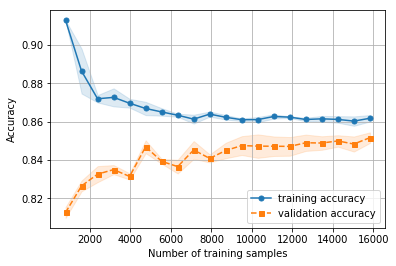 0.90
0.88
0.86
0.84
0.82
Accuracy
training accuracy
validation accuracy
2000 4000 6000 8000 10000 12000 14000 16000
Number of training samples